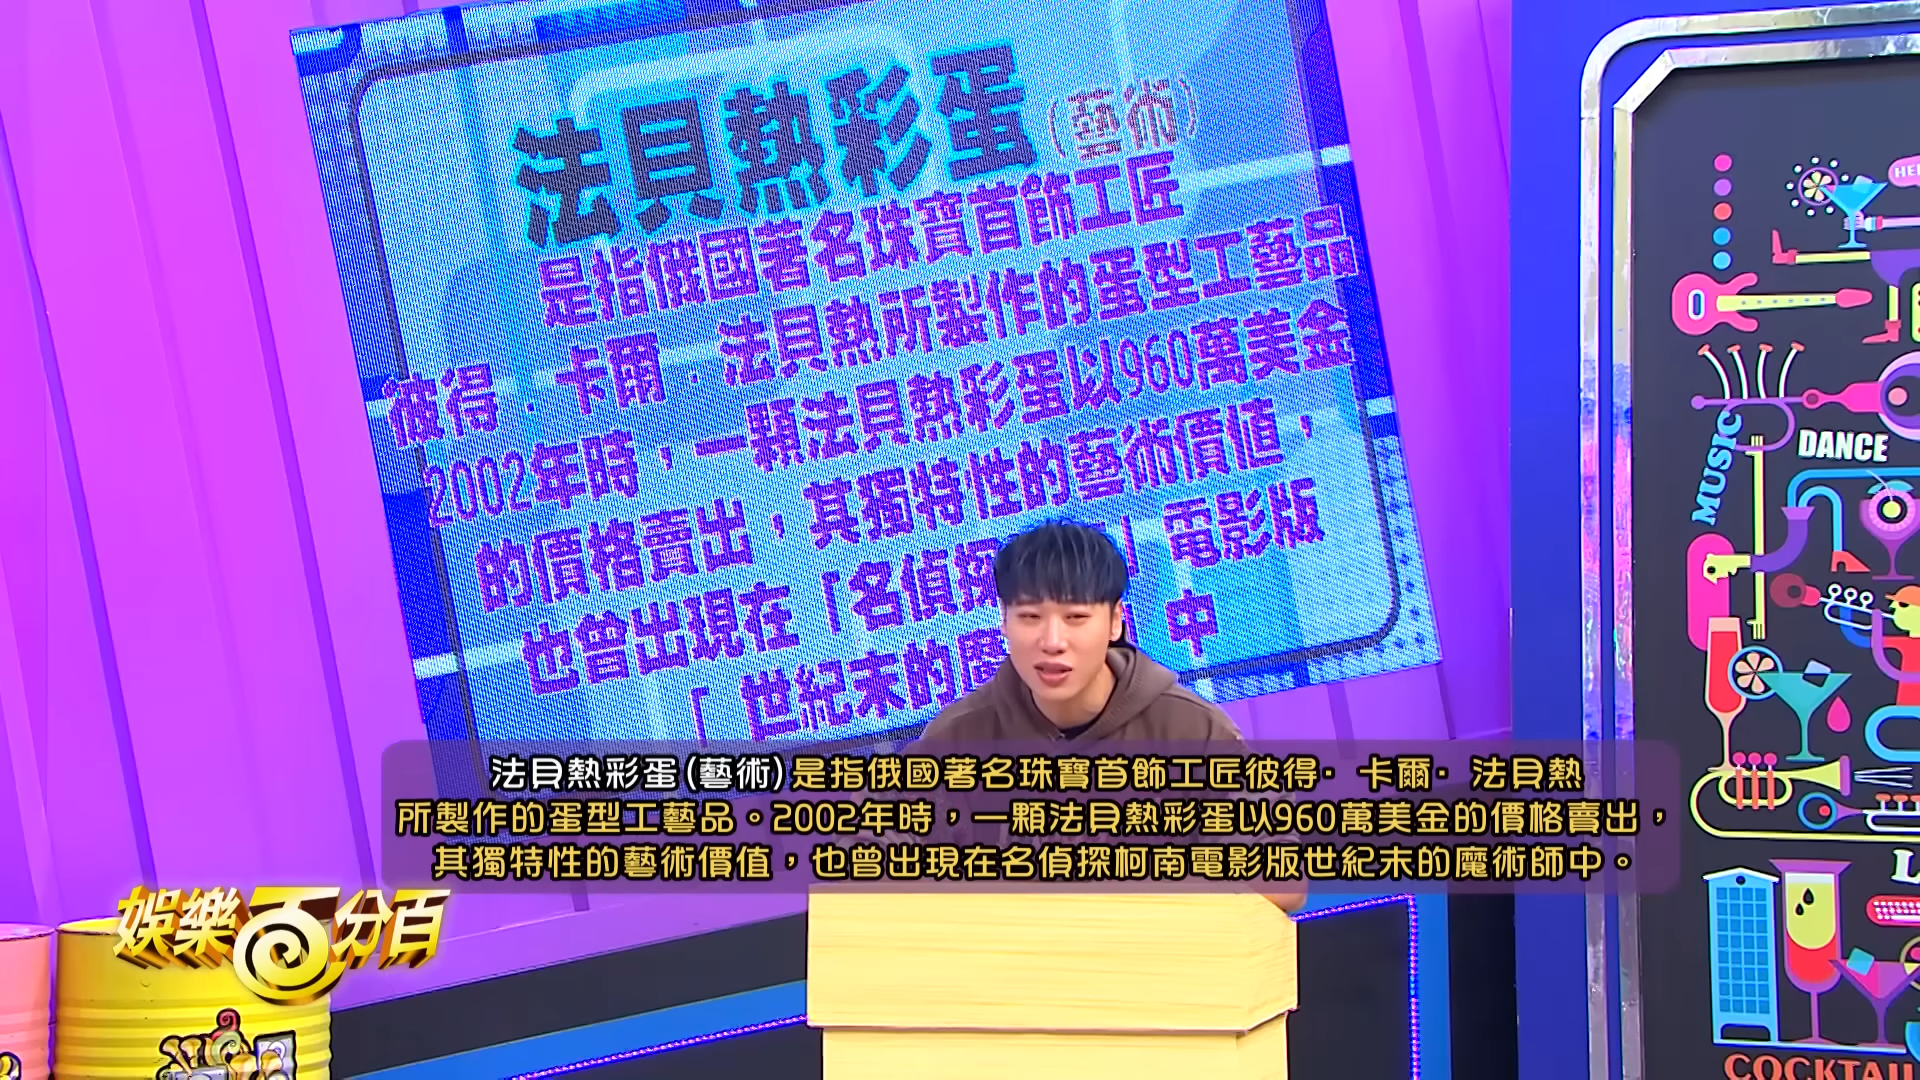 法貝熱彩蛋(藝術)
是指俄國著名珠寶首飾工匠
彼得．卡爾．法貝熱所製作的蛋型工藝品
2002年時，一顆法貝熱彩蛋以960萬美金
的價格賣出，其獨特性的藝術價值，
也曾出現在「名偵探」電影版
「世紀末的魔」中
法貝熱彩蛋(藝術)是指俄國著名珠寶首飾工匠彼得·卡爾·法貝熱
所製作的蛋型工藝品。2002年時，一顆法貝熱彩蛋以960萬美金的價格賣出，
其獨特性的藝術價值，也曾出現在名偵探柯南電影版世紀末的魔術師中。
娛樂百分百
MUSIC
DANCE
COCKTAIL